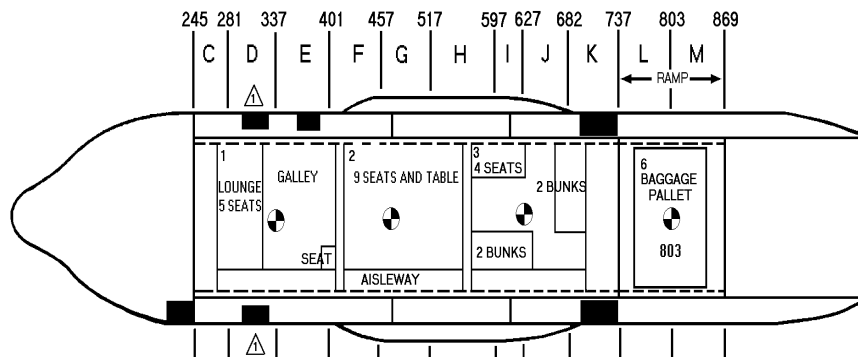 245 281 337 401 457 517 597 627 682 737 803 869
C D E F G H I J K L M
1
RAMP
1
LOUNGE
5 SEATS
GALLEY
SEAT
2
9 SEATS AND TABLE
AISLEWAY
3
4 SEATS
2 BUNKS
2 BUNKS
6
BAGGAGE
PALLET
803
1